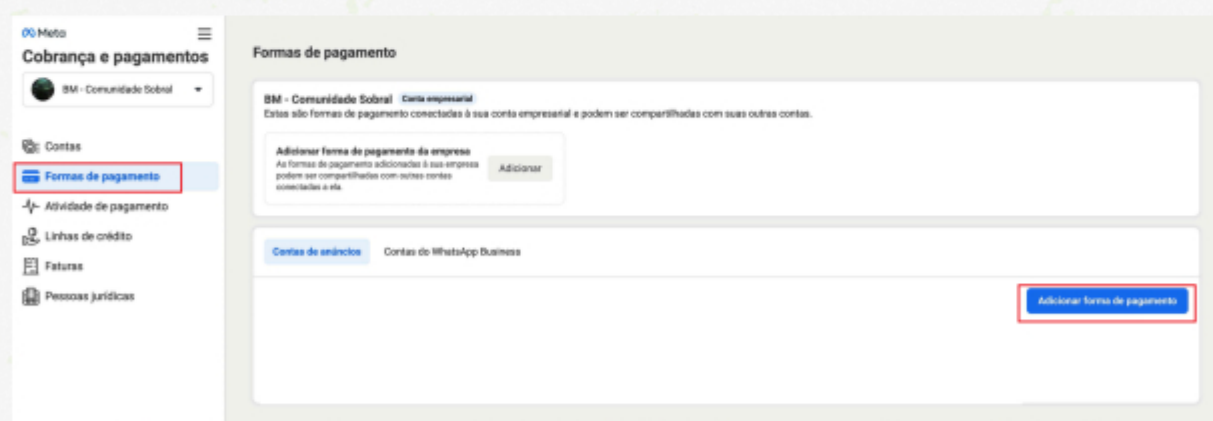 Meta
Cobrança e pagamentos
BM - Comunidade Sobral
Contas
Formas de pagamento
Atividade de pagamento
Linhas de crédito
Faturas
Pessoas jurídicas
Formas de pagamento
BM - Comunidade Sobral Conta empresarial
Estas são formas de pagamento conectadas à sua conta empresarial e podem ser compartilhadas com suas outras contas.
Adicionar forma de pagamento da empresa
As formas de pagamento adicionadas à sua empresa
podem ser compartilhadas com outras contas
conectadas a ela.
Adicionar
Contas de anúncios Contas do WhatsApp Business
Adicionar forma de pagamento